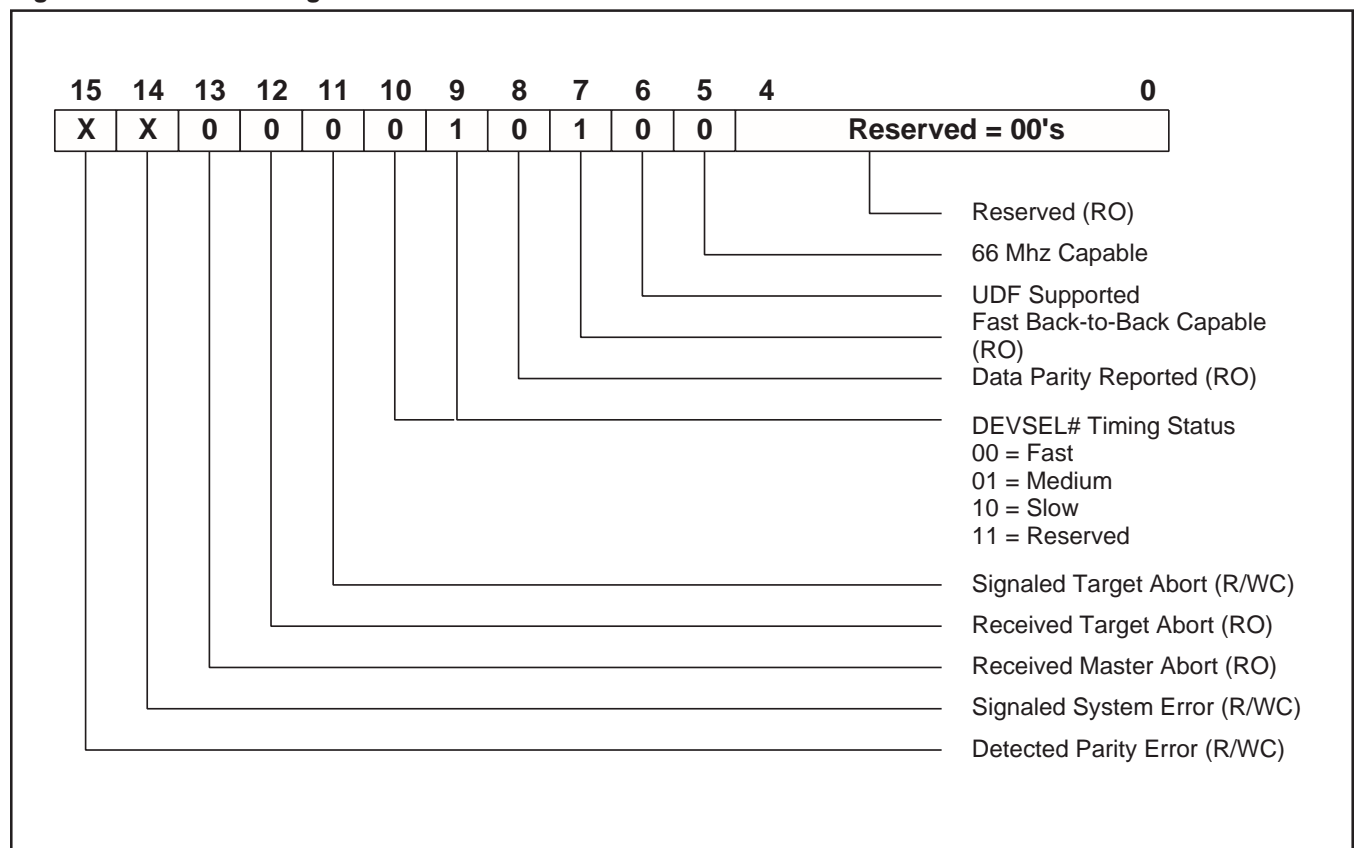 15 14 13 12 11 10 9 8 7 6 5 4 0
X X 0 0 0 0 1 0 1 0 0 Reserved = 00's
Reserved (RO)
66 Mhz Capable
UDF Supported
Fast Back-to-Back Capable
(RO)
Data Parity Reported (RO)
DEVSEL# Timing Status
00 = Fast
01 = Medium
10 = Slow
11 = Reserved
Signaled Target Abort (R/WC)
Received Target Abort (RO)
Received Master Abort (RO)
Signaled System Error (R/WC)
Detected Parity Error (R/WC)